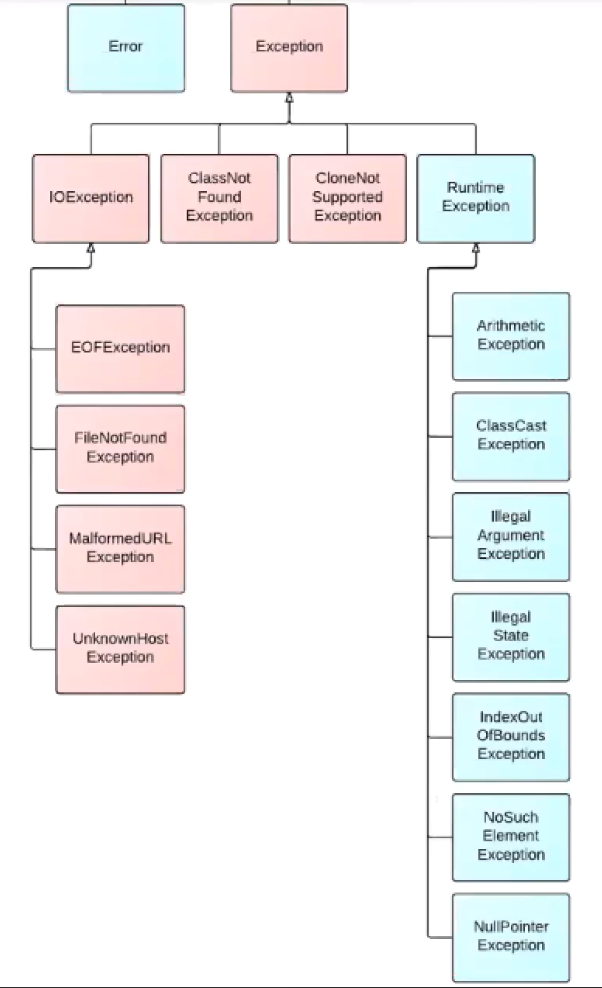 Error
Exception
IOException
ClassNot
Found
Exception
CloneNot
Supported
Exception
Runtime
Exception
EOFException
FileNotFound
Exception
MalformedURL
Exception
UnknownHost
Exception
Arithmetic
Exception
ClassCast
Exception
Illegal
Argument
Exception
Illegal
State
Exception
IndexOut
OfBounds
Exception
NoSuch
Element
Exception
NullPointer
Exception